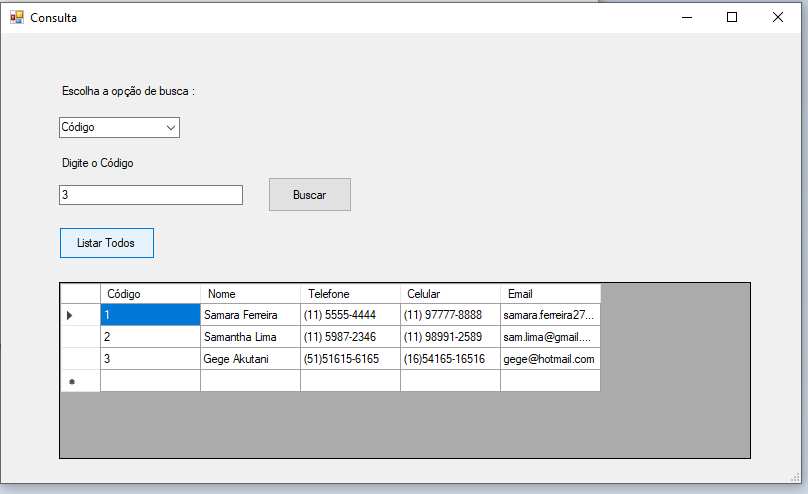 Consulta
Escolha a opção de busca :
Código
Digite o Código
3
Buscar
Listar Todos
Código Nome Telefone Celular Email
1 Samara Ferreira (11) 5555-4444 (11) 97777-8888 samara.ferreira27...
2 Samantha Lima (11) 5987-2346 (11) 98991-2589 sam.lima@gmail....
3 Gege Akutani (51)51615-6165 (16)54165-16516 gege@hotmail.com